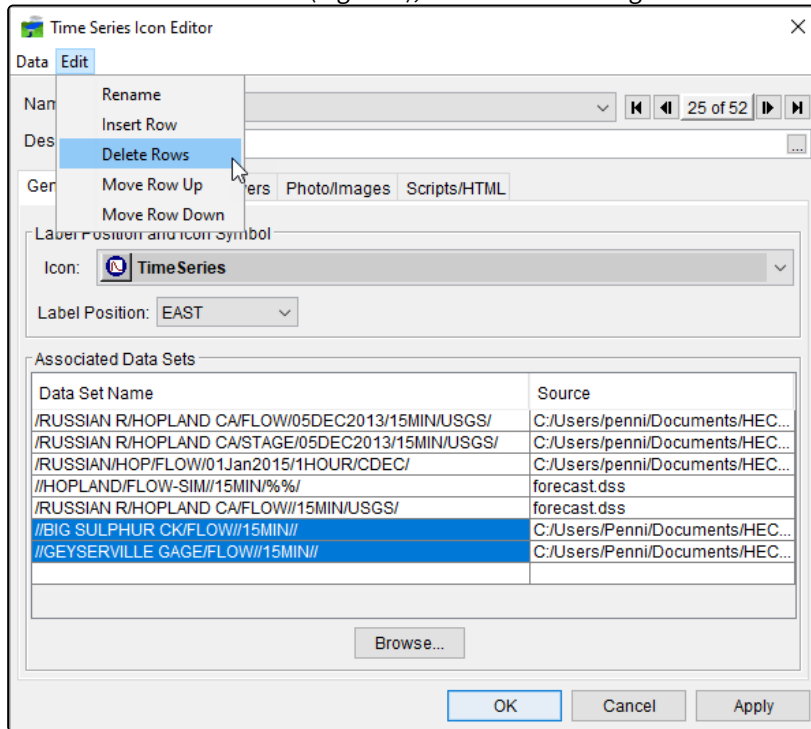 Time Series Icon Editor
Data Edit
Nam
25 of 52
Des
...
Rename
Insert Row
Delete Rows
Move Row Up
Move Row Down
Gen ers Photo/Images Scripts/HTML
Label Position and Icon Symbol
Icon: TimeSeries
Label Position: EAST
Associated Data Sets
Data Set Name Source
/RUSSIAN R/HOPLAND CA/FLOW/05DEC2013/15MIN/USGS/ C:/Users/penni/Documents/HEC...
/RUSSIAN R/HOPLAND CA/STAGE/05DEC2013/15MIN/USGS/ C:/Users/penni/Documents/HEC...
/RUSSIAN/HOP/FLOW/01Jan2015/1HOUR/CDEC/ C:/Users/penni/Documents/HEC...
//HOPLAND/FLOW-SIM//15MIN/%%/ forecast.dss
/RUSSIAN R/HOPLAND CA/FLOW//15MIN/USGS/ forecast.dss
//BIG SULPHUR CK/FLOW//15MIN// C:/Users/Penni/Documents/HEC...
//GEYSERVILLE GAGE/FLOW//15MIN// C:/Users/Penni/Documents/HEC...
Browse...
OK Cancel Apply